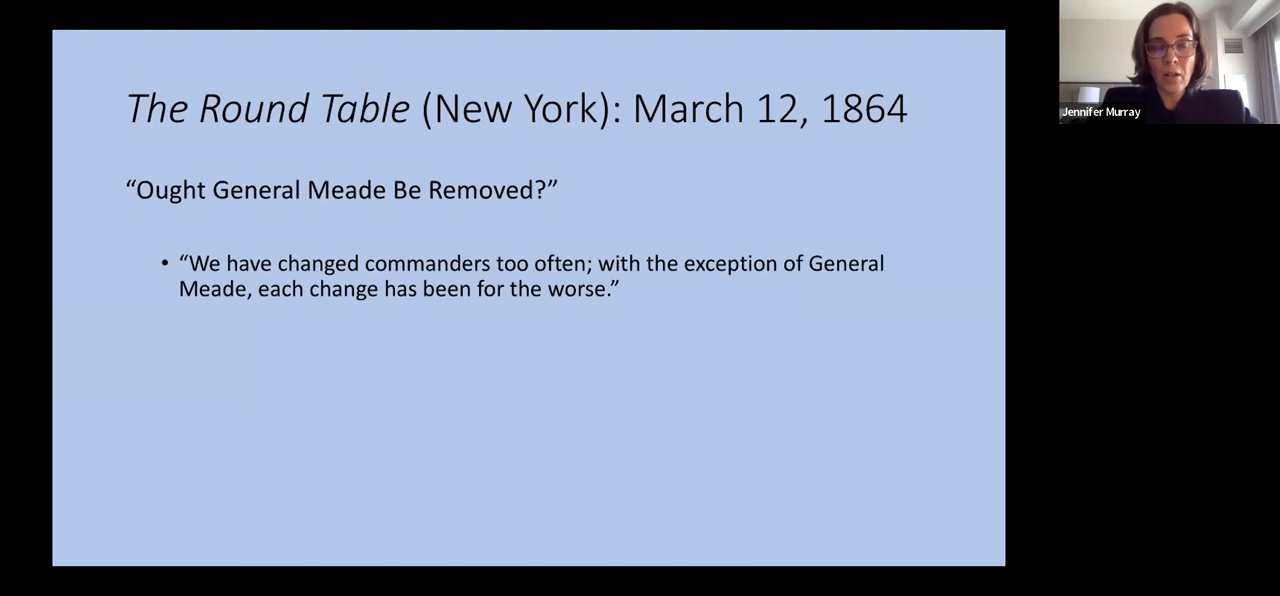 The Round Table (New York): March 12, 1864
“Ought General Meade Be Removed?”
• “We have changed commanders too often; with the exception of General
Meade, each change has been for the worse.”
Jennifer Murray